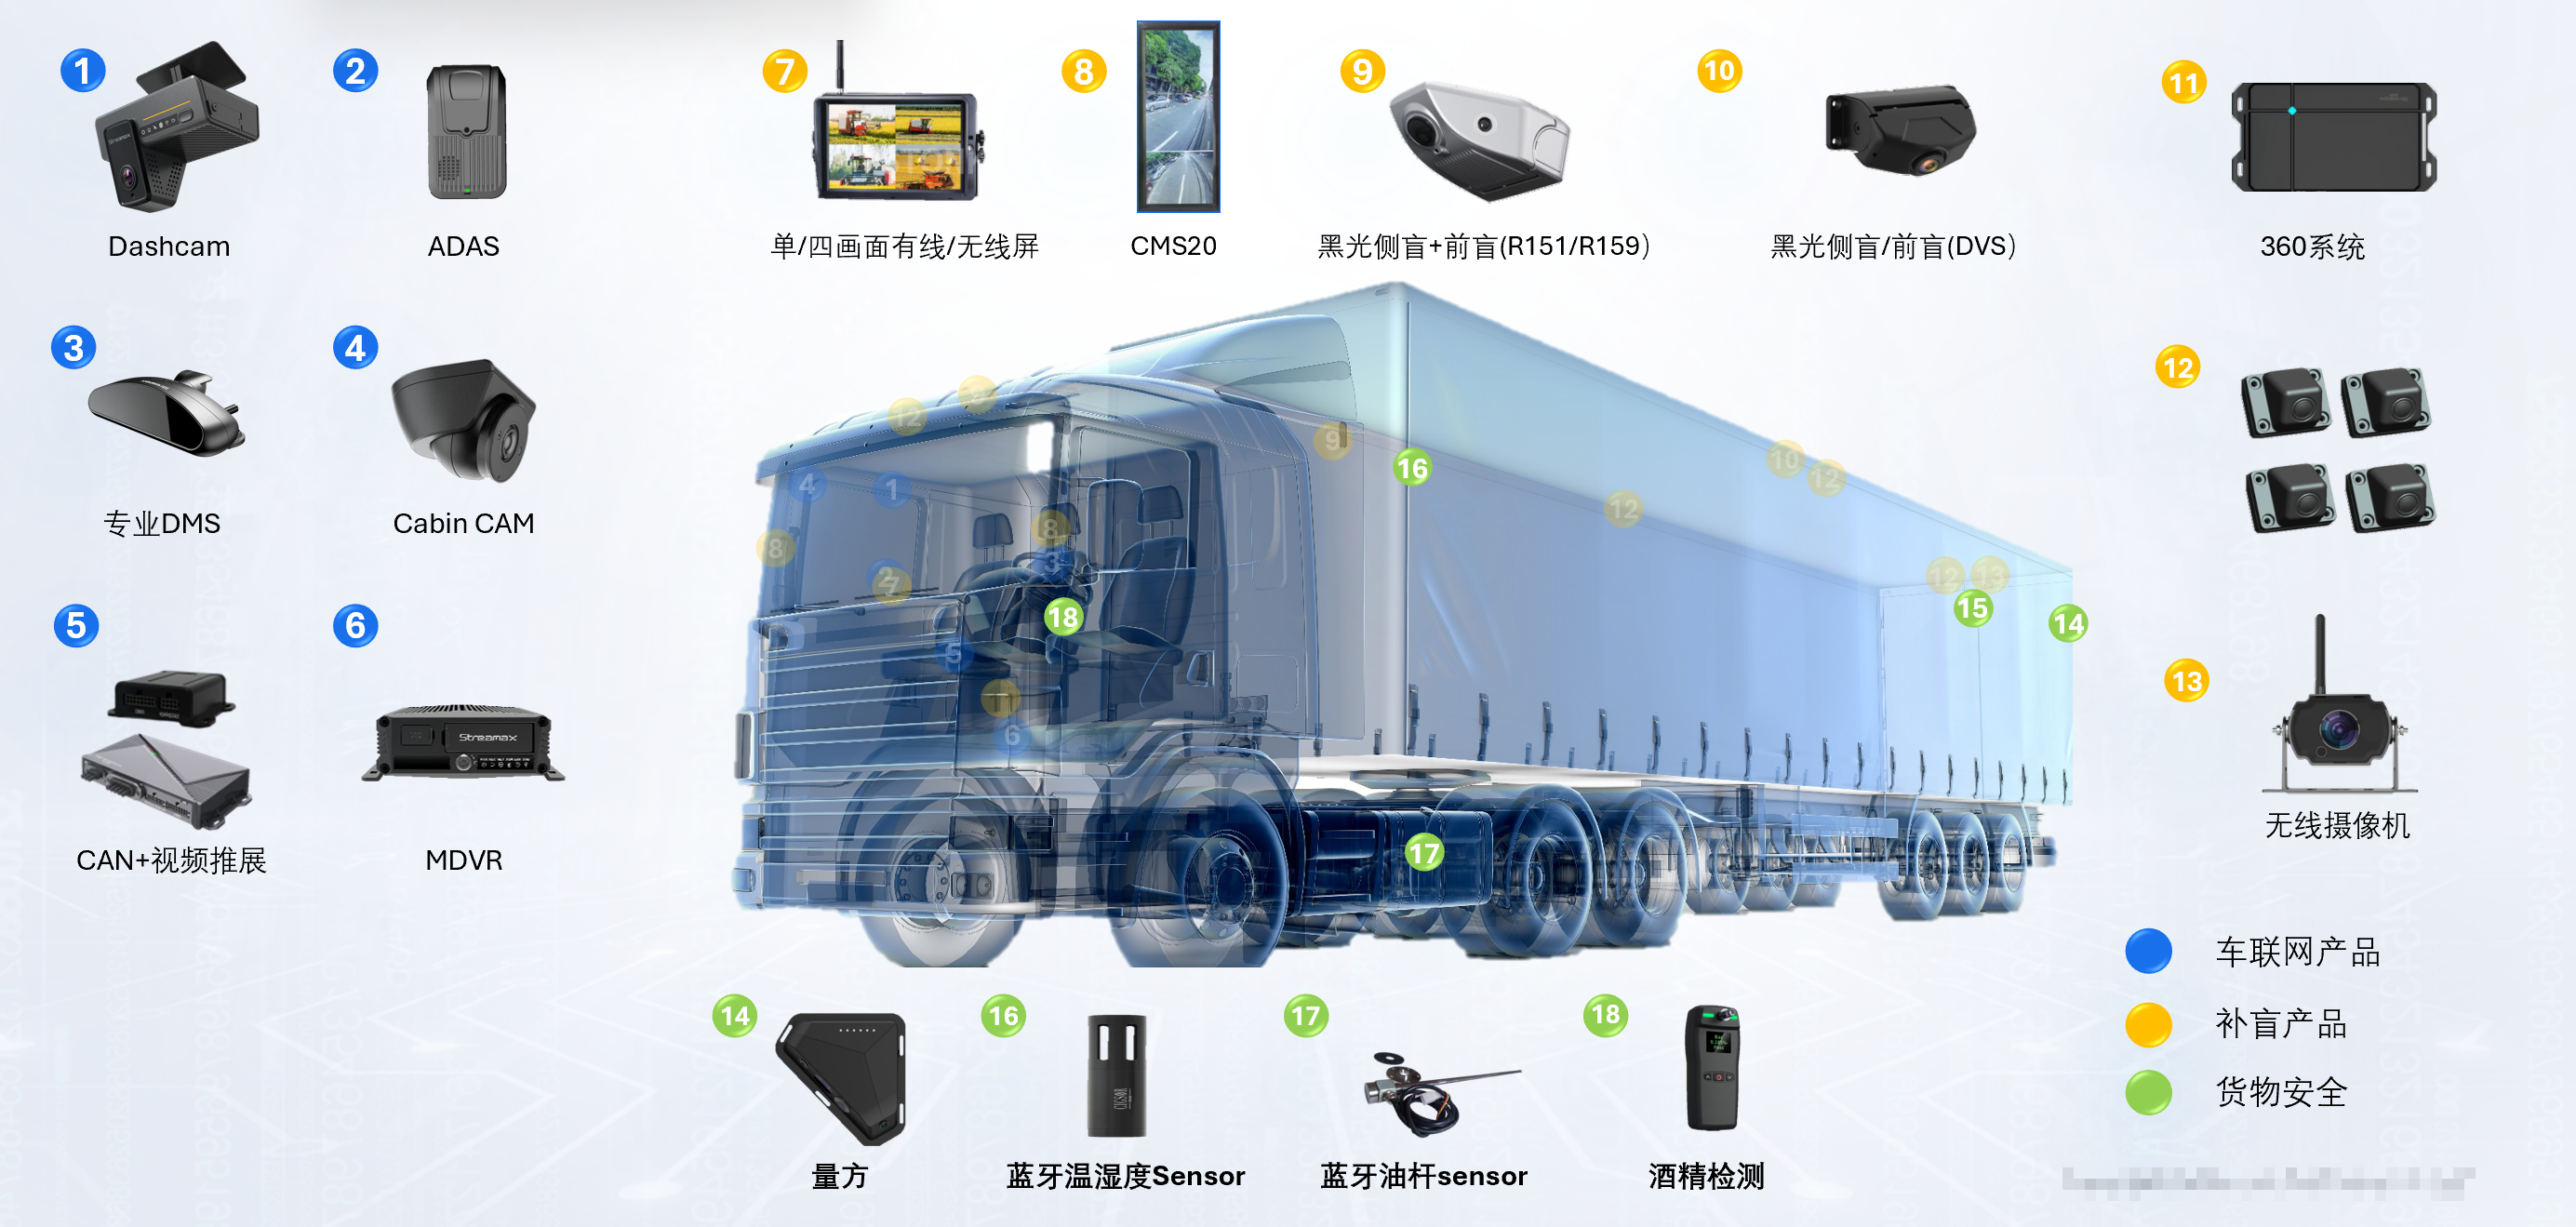 1
Streamax
Dashcam
2
ADAS
7
单/四画面有线/无线屏
8
CMS20
9
黑光侧盲+前盲(R151/R159）
10
黑光侧盲/前盲(DVS）
11
360系统
3
专业DMS
4
Cabin CAM
12
5
CAN+视频推展
6
Streamax
MDVR
13
无线摄像机
12
9
16
10
12
4
1
12
8
8
3
2
7
12
13
15
14
18
5
11
6
17
车联网产品
补盲产品
货物安全
14
量方
16
蓝牙温湿度Sensor
17
蓝牙油杆sensor
18
酒精检测